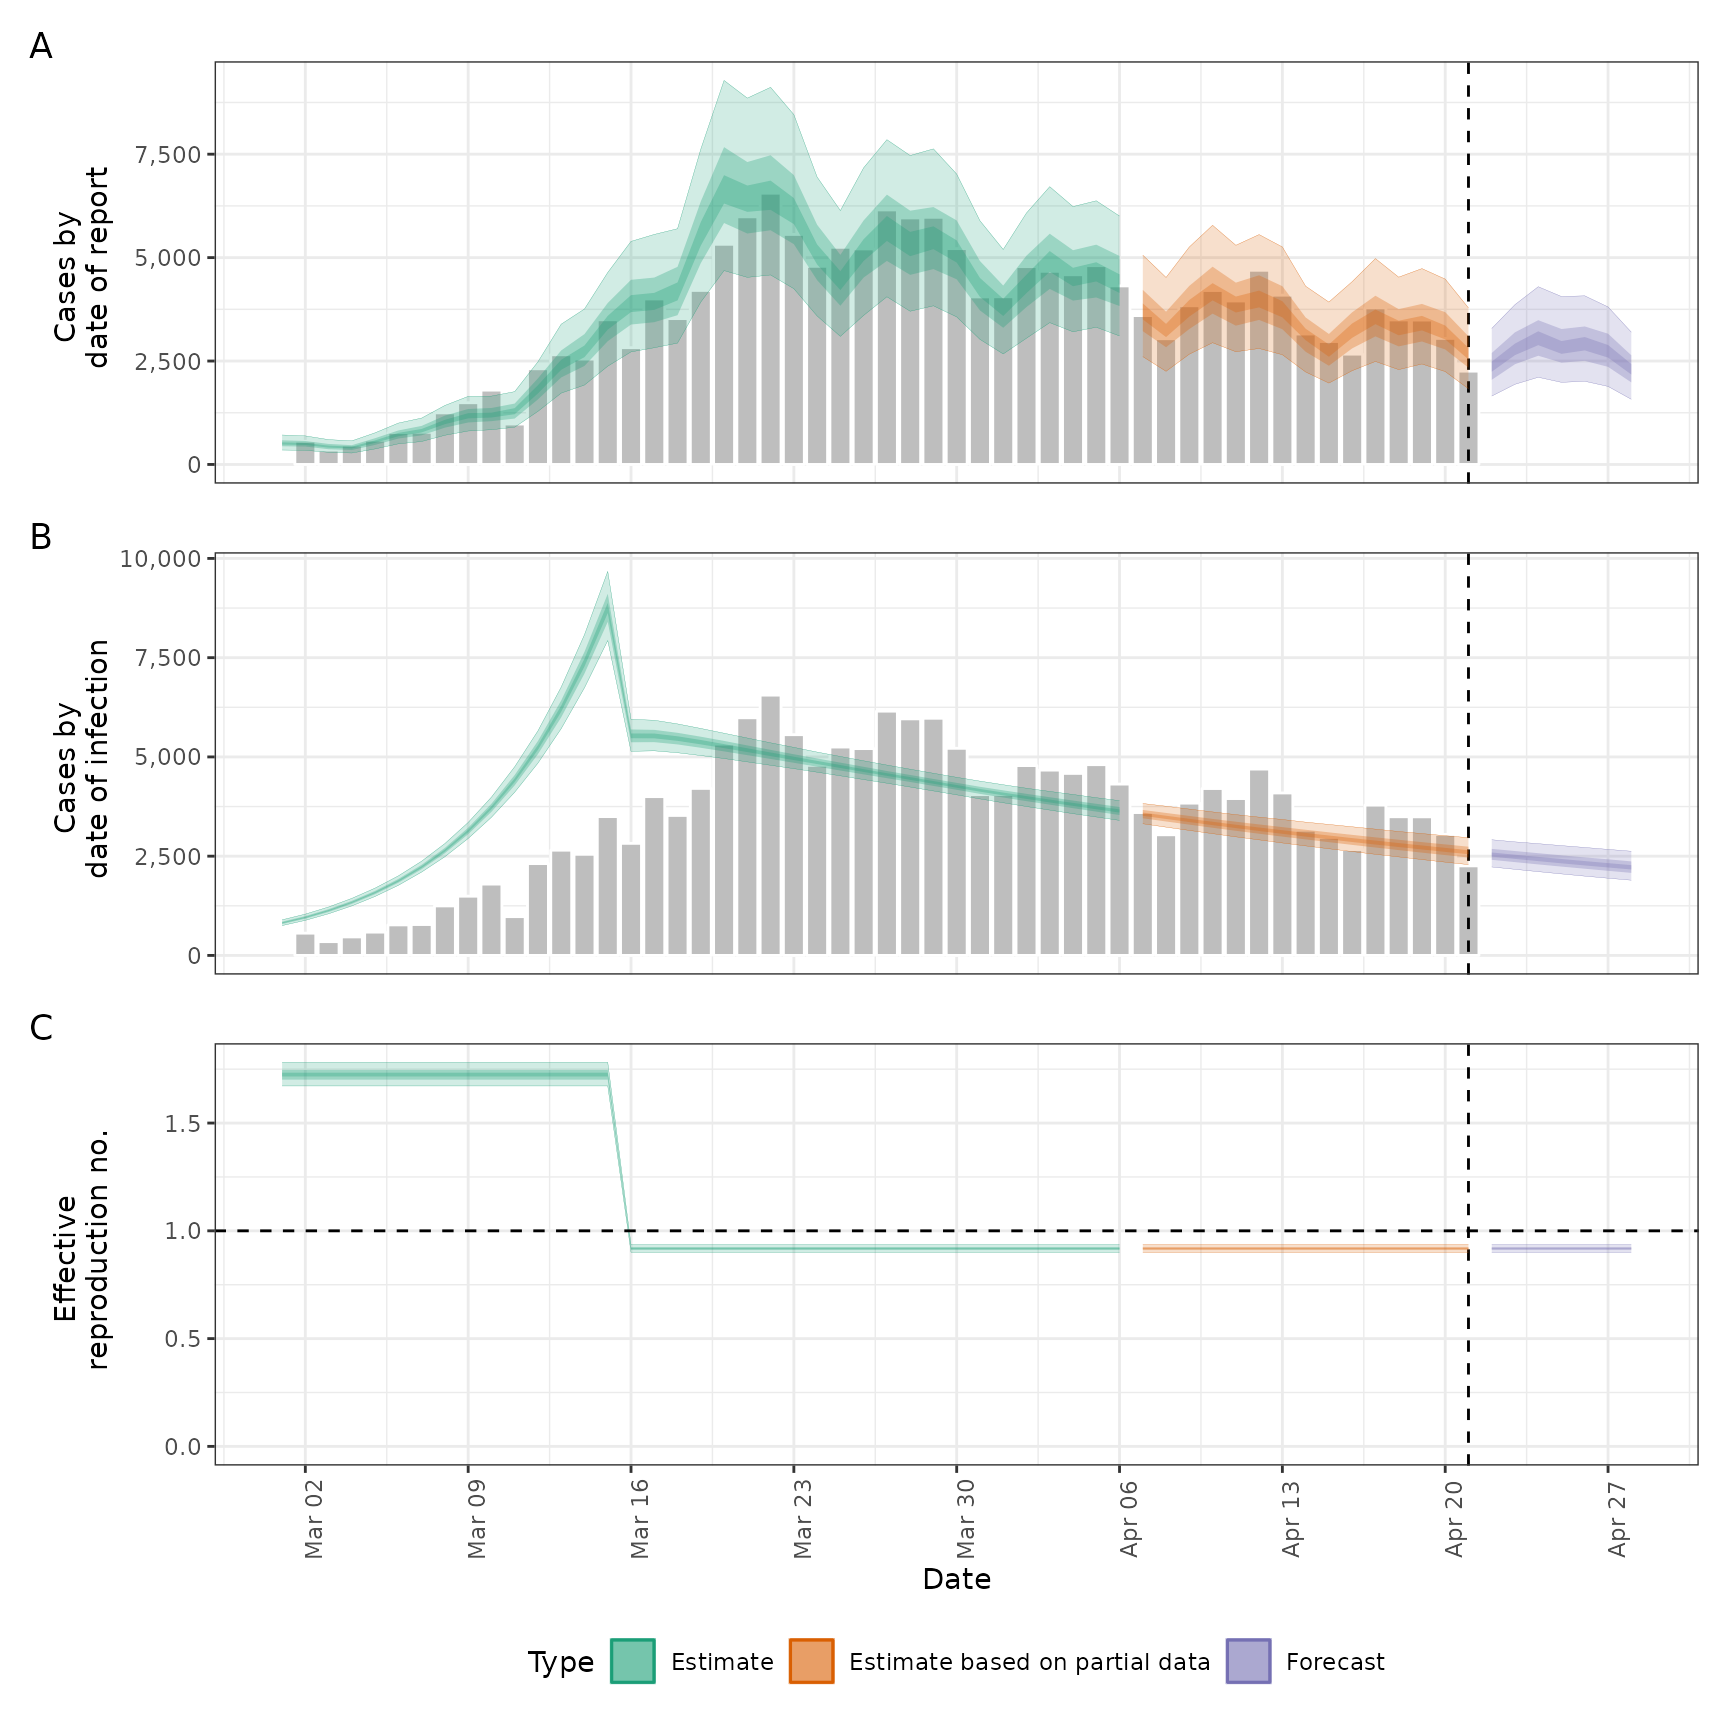 A
Cases by
date of report
7,500
5,000
2,500
0
B
Cases by
date of infection
10,000
7,500
5,000
2,500
0
C
Effective
reproduction no.
1.5
1.0
0.5
0.0
Mar 02
Mar 09
Mar 16
Mar 23
Mar 30
Apr 06
Apr 13
Apr 20
Apr 27
Date
Type Estimate Estimate based on partial data Forecast